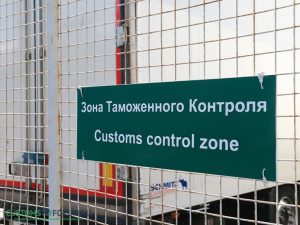 Зона Таможенного Контроля
Customs control zone